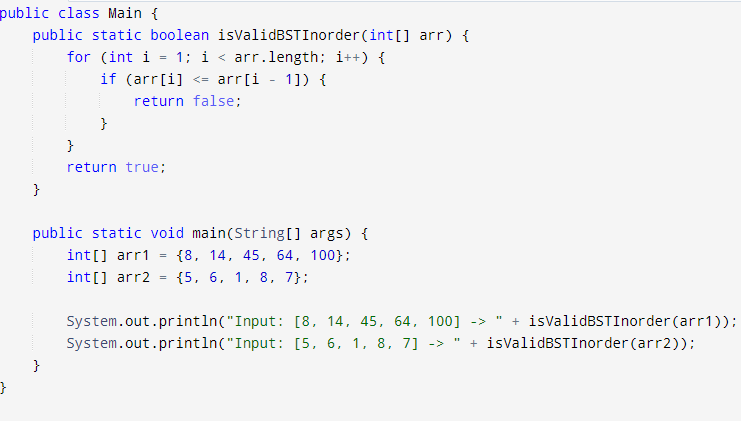 public class Main {
    public static boolean isValidBSTInorder(int[] arr) {
        for (int i = 1; i < arr.length; i++) {
            if (arr[i] <= arr[i - 1]) {
                return false;
            }
        }
        return true;
    }

    public static void main(String[] args) {
        int[] arr1 = {8, 14, 45, 64, 100};
        int[] arr2 = {5, 6, 1, 8, 7};

        System.out.println("Input: [8, 14, 45, 64, 100] -> " + isValidBSTInorder(arr1));
        System.out.println("Input: [5, 6, 1, 8, 7] -> " + isValidBSTInorder(arr2));
    }
}